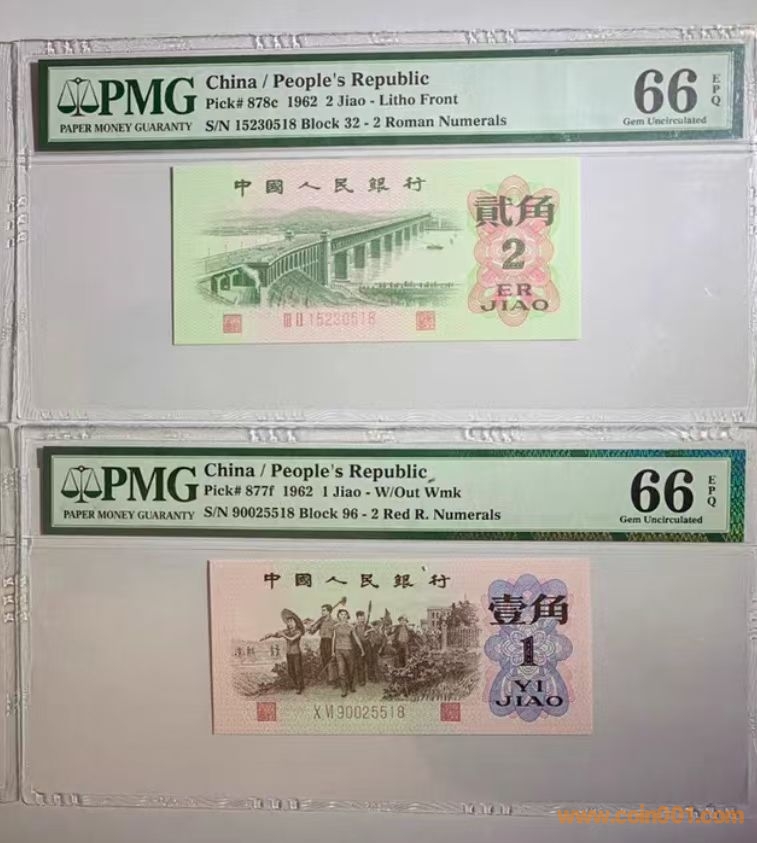 PMG
PAPER MONEY GUARANTY
China / People's Republic
Pick# 878c 1962 2 Jiao - Litho Front
S/N 15230518 Block 32 - 2 Roman Numerals
66
EPQ
Gem Uncirculated
中國人民銀行
貳角
2
ER
JIAO
III II 15230518
PMG
PAPER MONEY GUARANTY
China / People's Republic
Pick# 877f 1962 1 Jiao - W/Out Wmk
S/N 90025518 Block 96 - 2 Red R. Numerals
66
EPQ
Gem Uncirculated
中國人民銀行
壹角
1
YI
JIAO
X VI 90025518
www.coin001.com